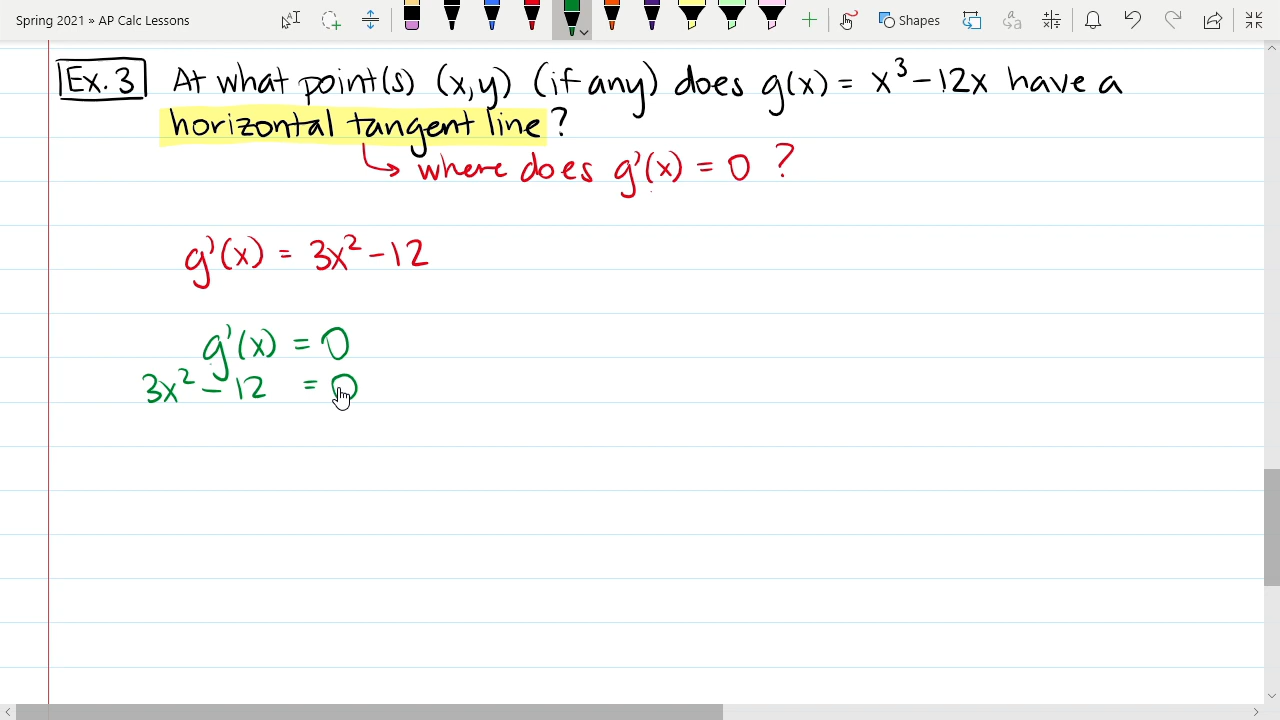 Spring 2021 » AP Calc Lessons
Shapes
Ex. 3 At what point(s) (x,y) (if any) does g(x) = x³ - 12x have a
horizontal tangent line?
↳ where does g'(x) = 0 ?
g'(x) = 3x² - 12
g'(x) = 0
3x² - 12 = 0